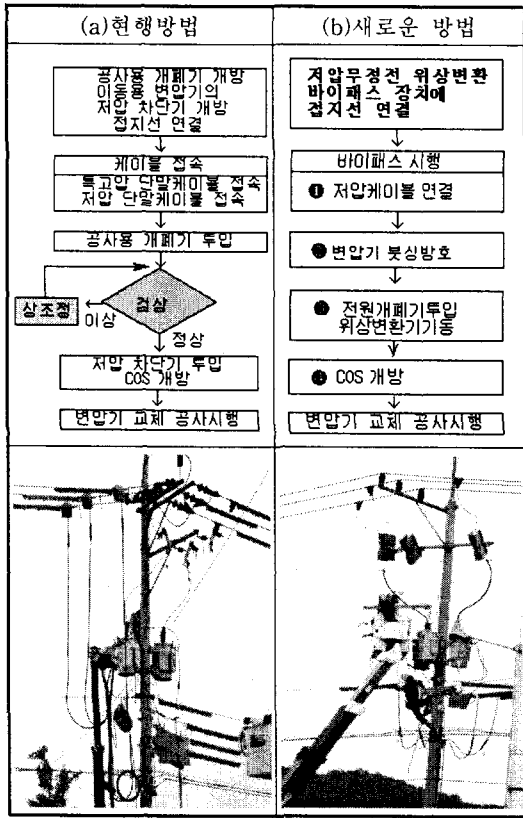 (a)현행방법
공사용 개폐기 개방
이동용 변압기의
저압 차단기 개방
접지선 연결
케이블 접속
특고압 단말케이블 접속
저압 단말케이블 접속
공사용 개폐기 투입
검상
상조정
이상
정상
저압 차단기 투입
COS 개방
변압기 교체 공사시행
(b)새로운 방법
저압무정전 위상변환
바이패스 장치에
접지선 연결
바이패스 시행
❶ 저압케이블 연결
변압기 붓싱방호
전원개폐기투입
위상변환기기동
COS 개방
변압기 교체 공사시행